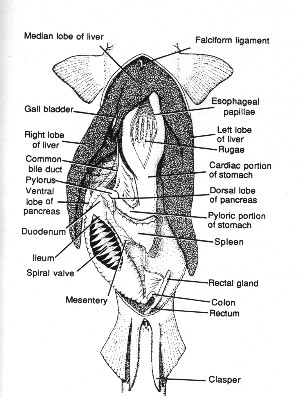 Median lobe of liver
Falciform ligament
Gall bladder
Esophageal
papillae
Right lobe
of liver
Left lobe
of liver
Rugae
Common
bile duct
Cardiac portion
of stomach
Pylorus
Ventral
lobe of
pancreas
Dorsal lobe
of pancreas
Pyloric portion
of stomach
Duodenum
Spleen
Ileum
Spiral valve
Rectal gland
Mesentery
Colon
Rectum
Clasper